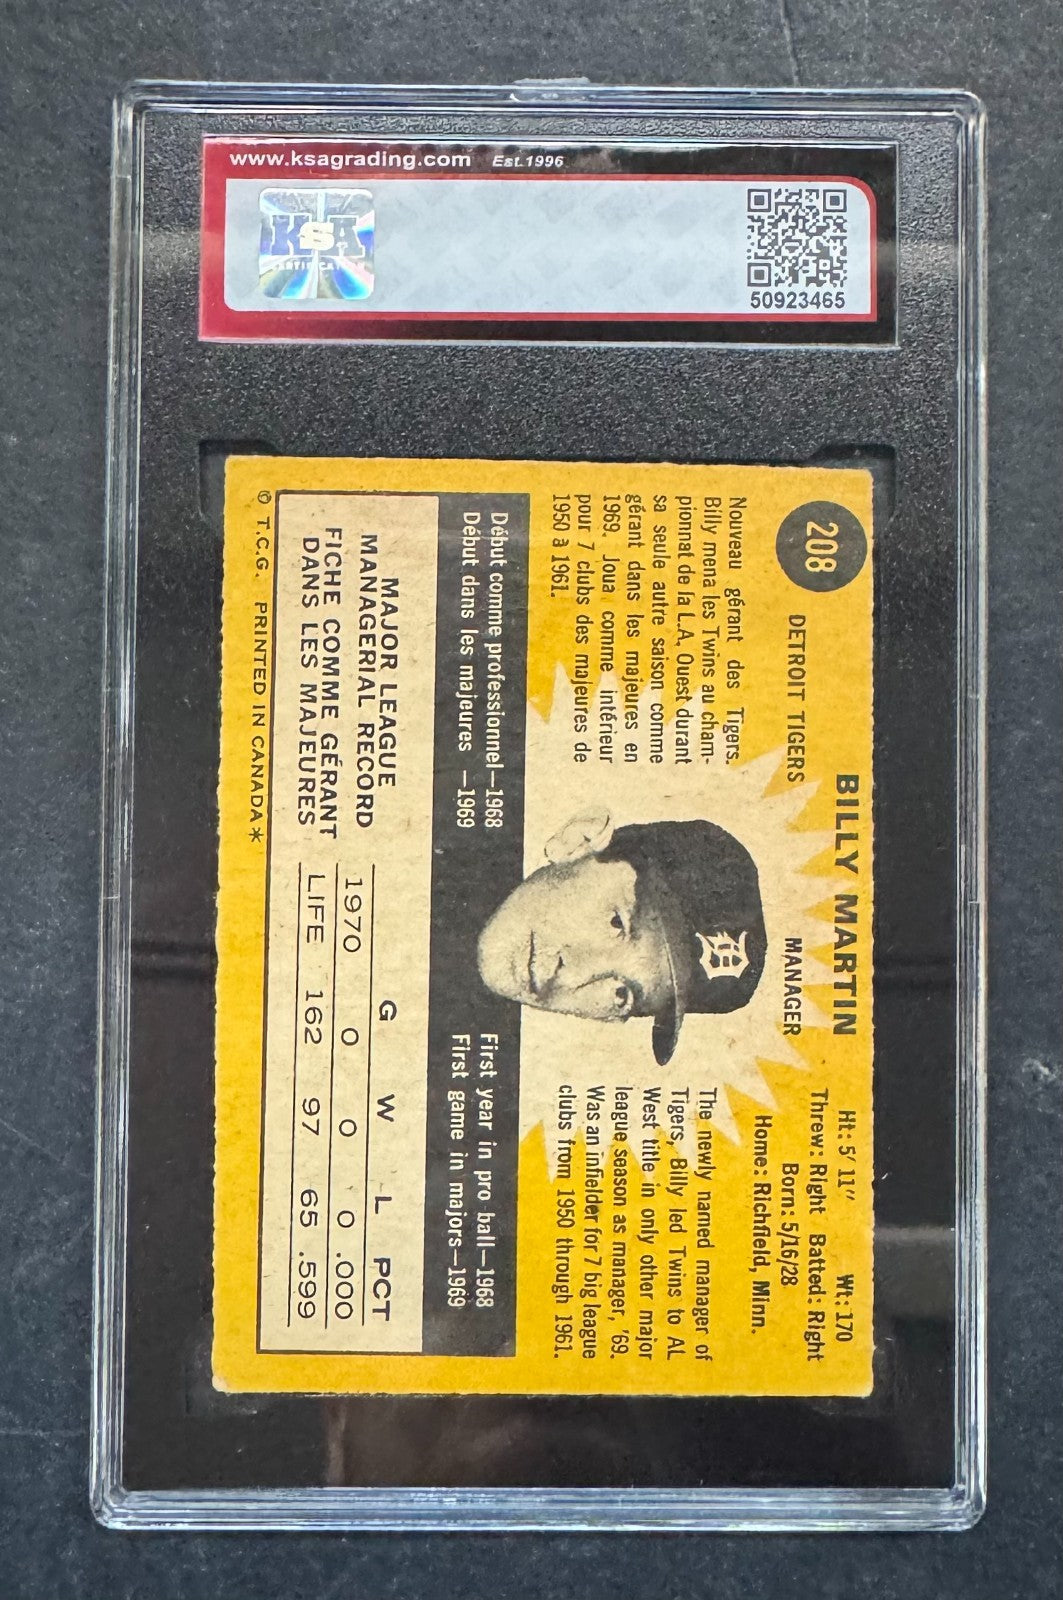 www.ksagrading.com Est.1996
KSA
CERTIFICATION
50923465
208
BILLY MARTIN
DETROIT TIGERS MANAGER
Ht: 5' 11" Wt: 170
Threw: Right Batted: Right
Born: 5/16/28
Home: Richfield, Minn.
Nouveau gérant des Tigers.
Billy mena les Twins au cham-
pionnat de la L.A. Ouest durant
sa seule autre saison comme
gérant dans les majeures en
1969. Joua comme intérieur
pour 7 clubs des majeures de
1950 à 1961.
The newly named manager of
Tigers, Billy led Twins to AL
West title in only other major
league season as manager, '69.
Was an infielder for 7 big league
clubs from 1950 through 1961.
Début comme professionnel—1968
Début dans les majeures —1969
First year in pro ball—1968
First game in majors—1969
MAJOR LEAGUE
MANAGERIAL RECORD
FICHE COMME GÉRANT
DANS LES MAJEURES
G W L PCT
1970 0 0 0 .000
LIFE 162 97 65 .599
© T.C.G. PRINTED IN CANADA *